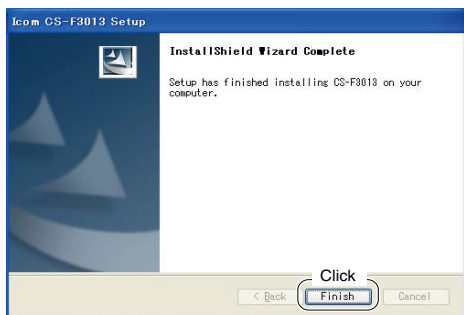 Icom CS-F3013 Setup
InstallShield Wizard Complete
Setup has finished installing CS-F3013 on your
computer.
Click
< Back Finish Cancel